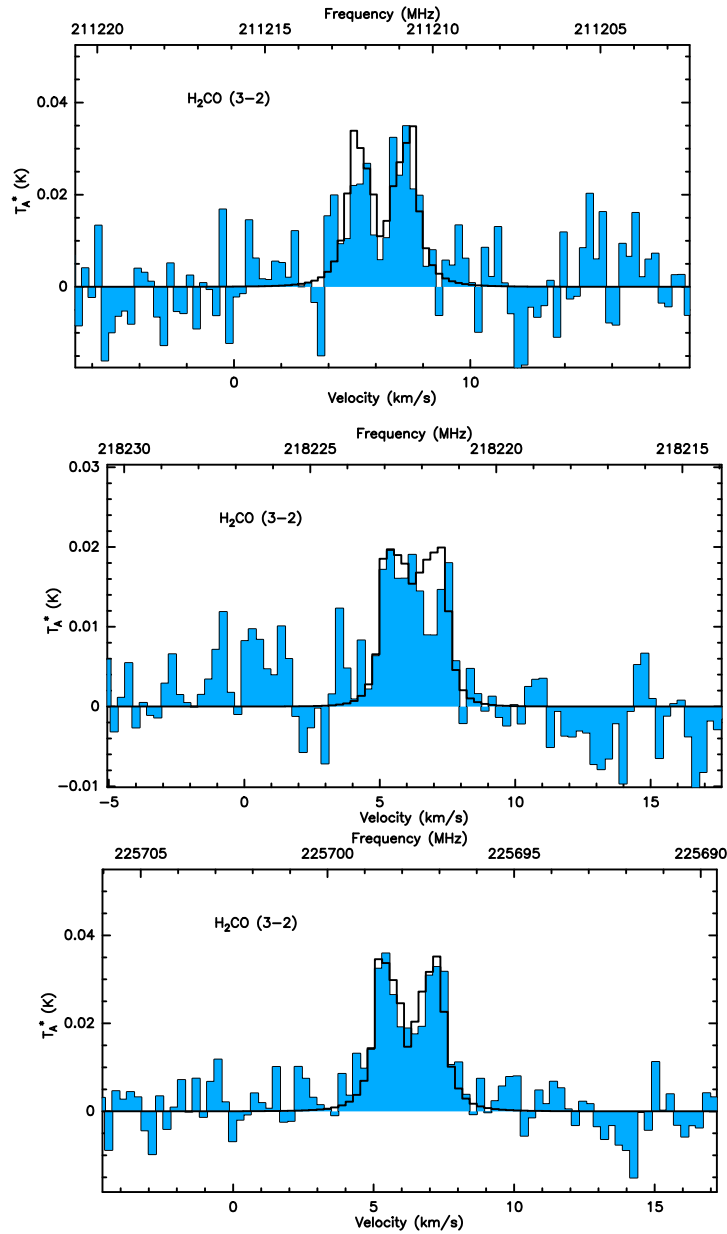 Frequency (MHz)
211220 211215 211210 211205
H₂CO (3−2)
0.04
0.02
0
T_A* (K)
0 10
Velocity (km/s)
Frequency (MHz)
218230 218225 218220 218215
0.03
H₂CO (3−2)
0.02
0.01
0
−0.01
T_A* (K)
−5 0 5 10 15
Velocity (km/s)
Frequency (MHz)
225705 225700 225695 225690
H₂CO (3−2)
0.04
0.02
0
T_A* (K)
0 5 10 15
Velocity (km/s)